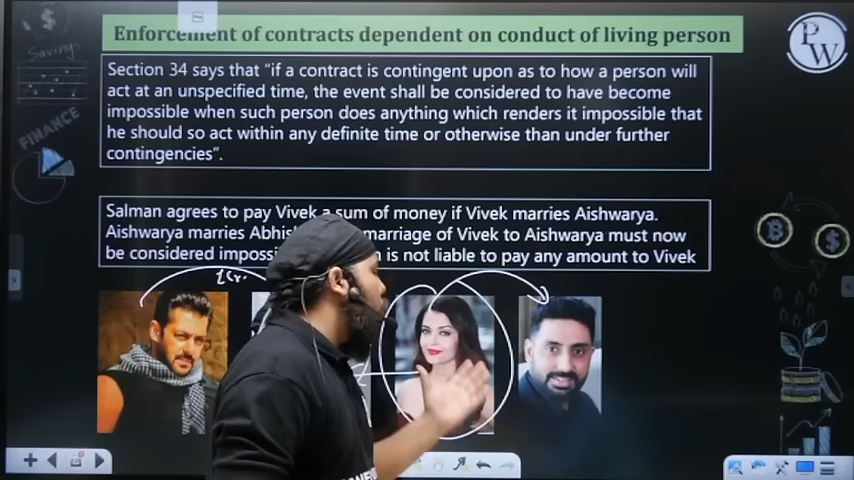 Savings
FINANCE
Enforcement of contracts dependent on conduct of living person
PW
Section 34 says that “if a contract is contingent upon as to how a person will
act at an unspecified time, the event shall be considered to have become
impossible when such person does anything which renders it impossible that
he should so act within any definite time or otherwise than under further
contingencies”.
Salman agrees to pay Vivek a sum of money if Vivek marries Aishwarya.
Aishwarya marries marriage of Vivek to Aishwarya must now
be considered is not liable to pay any amount to Vivek
1Cr.